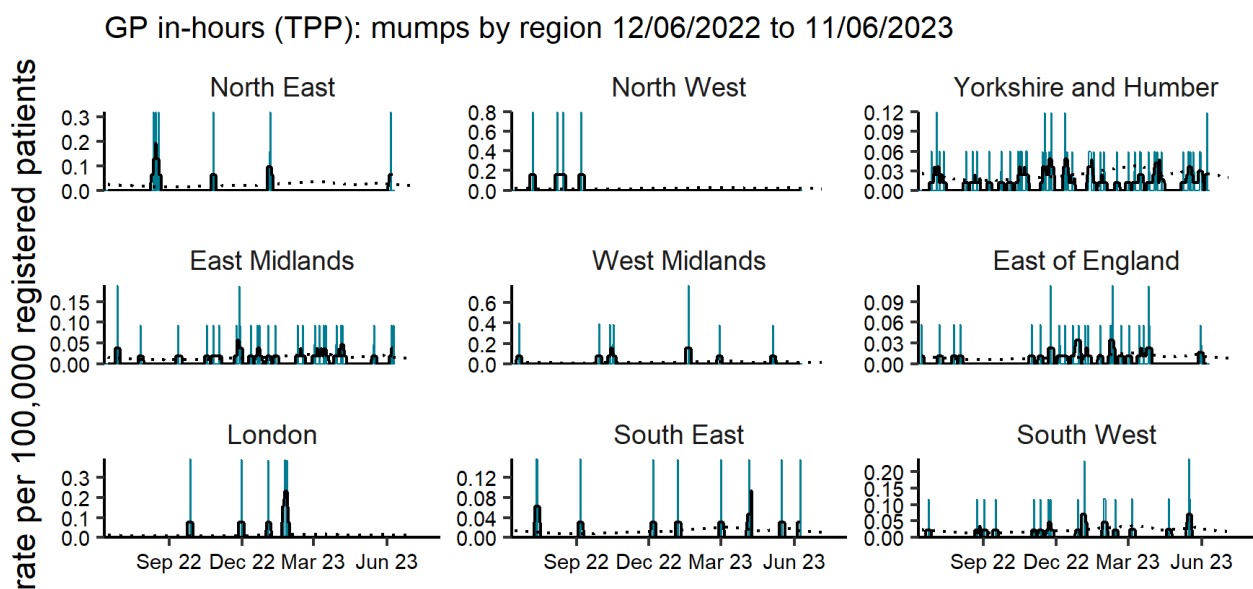 GP in-hours (TPP): mumps by region 12/06/2022 to 11/06/2023
rate per 100,000 registered patients
North East
0.3
0.2
0.1
0.0
North West
0.8
0.6
0.4
0.2
0.0
Yorkshire and Humber
0.12
0.09
0.06
0.03
0.00
East Midlands
0.15
0.10
0.05
0.00
West Midlands
0.6
0.4
0.2
0.0
East of England
0.09
0.06
0.03
0.00
London
0.3
0.2
0.1
0.0
Sep 22 Dec 22 Mar 23 Jun 23
South East
0.12
0.08
0.04
0.00
Sep 22 Dec 22 Mar 23 Jun 23
South West
0.20
0.15
0.10
0.05
0.00
Sep 22 Dec 22 Mar 23 Jun 23